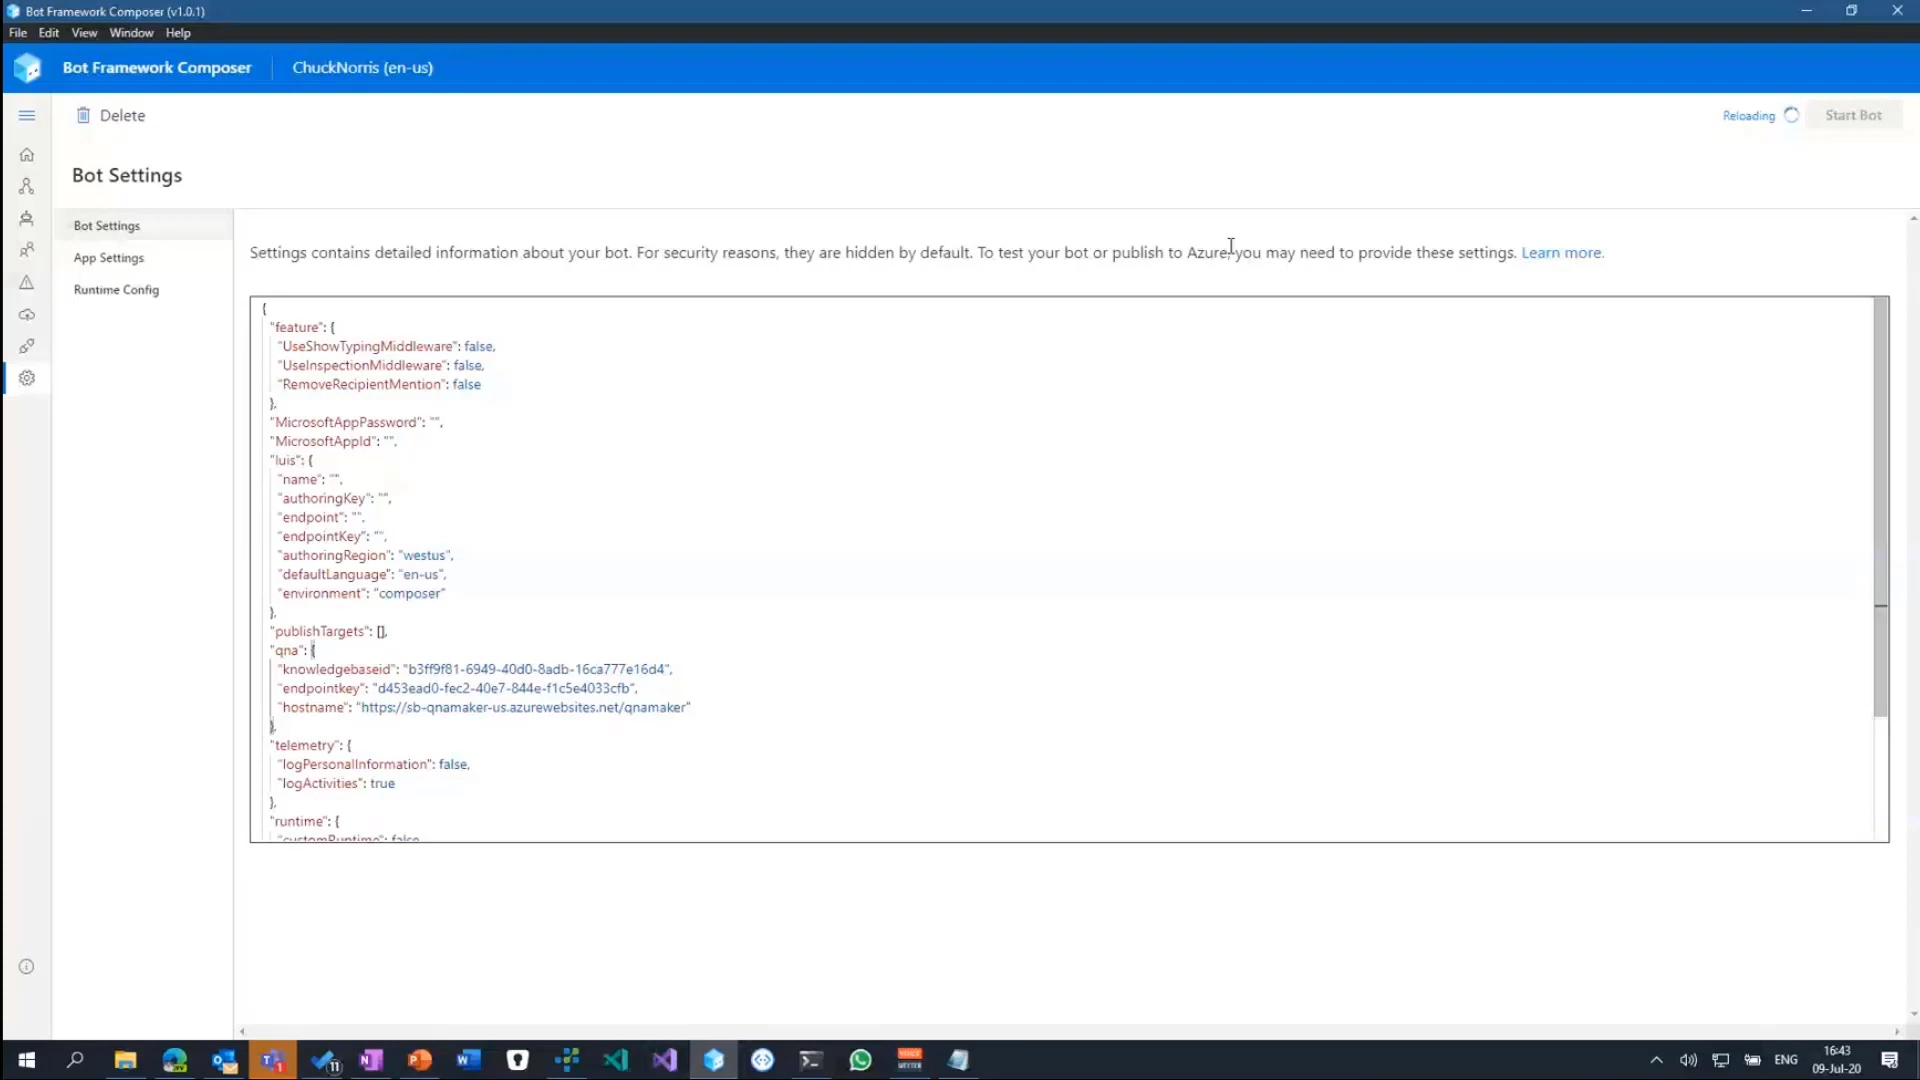 Bot Framework Composer (v1.0.1)
File Edit View Window Help
Bot Framework Composer ChuckNorris (en-us)
Delete
Reloading Start Bot
Bot Settings
Bot Settings
App Settings
Runtime Config
Settings contains detailed information about your bot. For security reasons, they are hidden by default. To test your bot or publish to Azure, you may need to provide these settings. Learn more.
{
"feature": {
"UseShowTypingMiddleware": false,
"UseInspectionMiddleware": false,
"RemoveRecipientMention": false
},
"MicrosoftAppPassword": "",
"MicrosoftAppId": "",
"luis": {
"name": "",
"authoringKey": "",
"endpoint": "",
"endpointKey": "",
"authoringRegion": "westus",
"defaultLanguage": "en-us",
"environment": "composer"
},
"publishTargets": [],
"qna": {
"knowledgebaseid": "b3ff9f81-6949-40d0-8adb-16ca777e16d4",
"endpointkey": "d453ead0-fec2-40e7-844e-f1c5e4033cfb",
"hostname": "https://sb-qnamaker-us.azurewebsites.net/qnamaker"
},
"telemetry": {
"logPersonalInformation": false,
"logActivities": true
},
"runtime": {
"customRuntime": false,
11
ENG
16:43
09-Jul-20